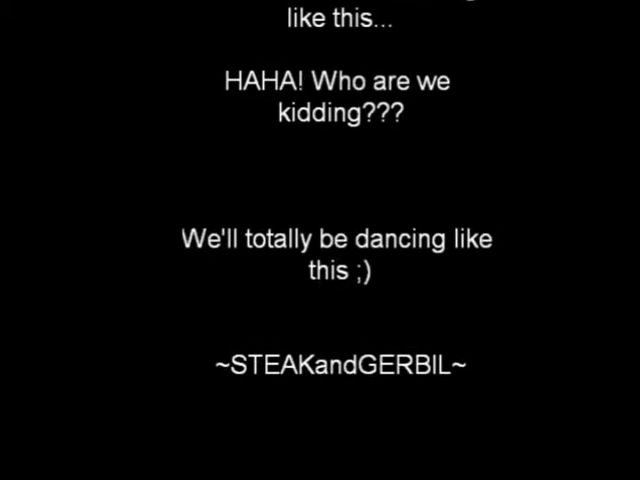 like this...
HAHA! Who are we
kidding???
We'll totally be dancing like
this ;)
~STEAKandGERBIL~